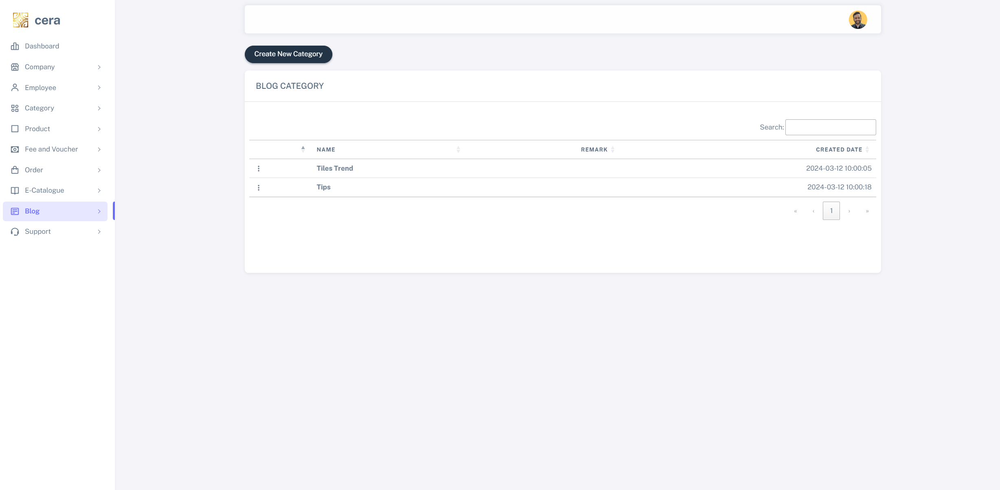 cera
Dashboard
Company
Employee
Category
Product
Fee and Voucher
Order
E-Catalogue
Blog
Support
Create New Category
BLOG CATEGORY
Search:
NAME REMARK CREATED DATE
Tiles Trend 2024-03-12 10:00:05
Tips 2024-03-12 10:00:18
« ‹ 1 › »